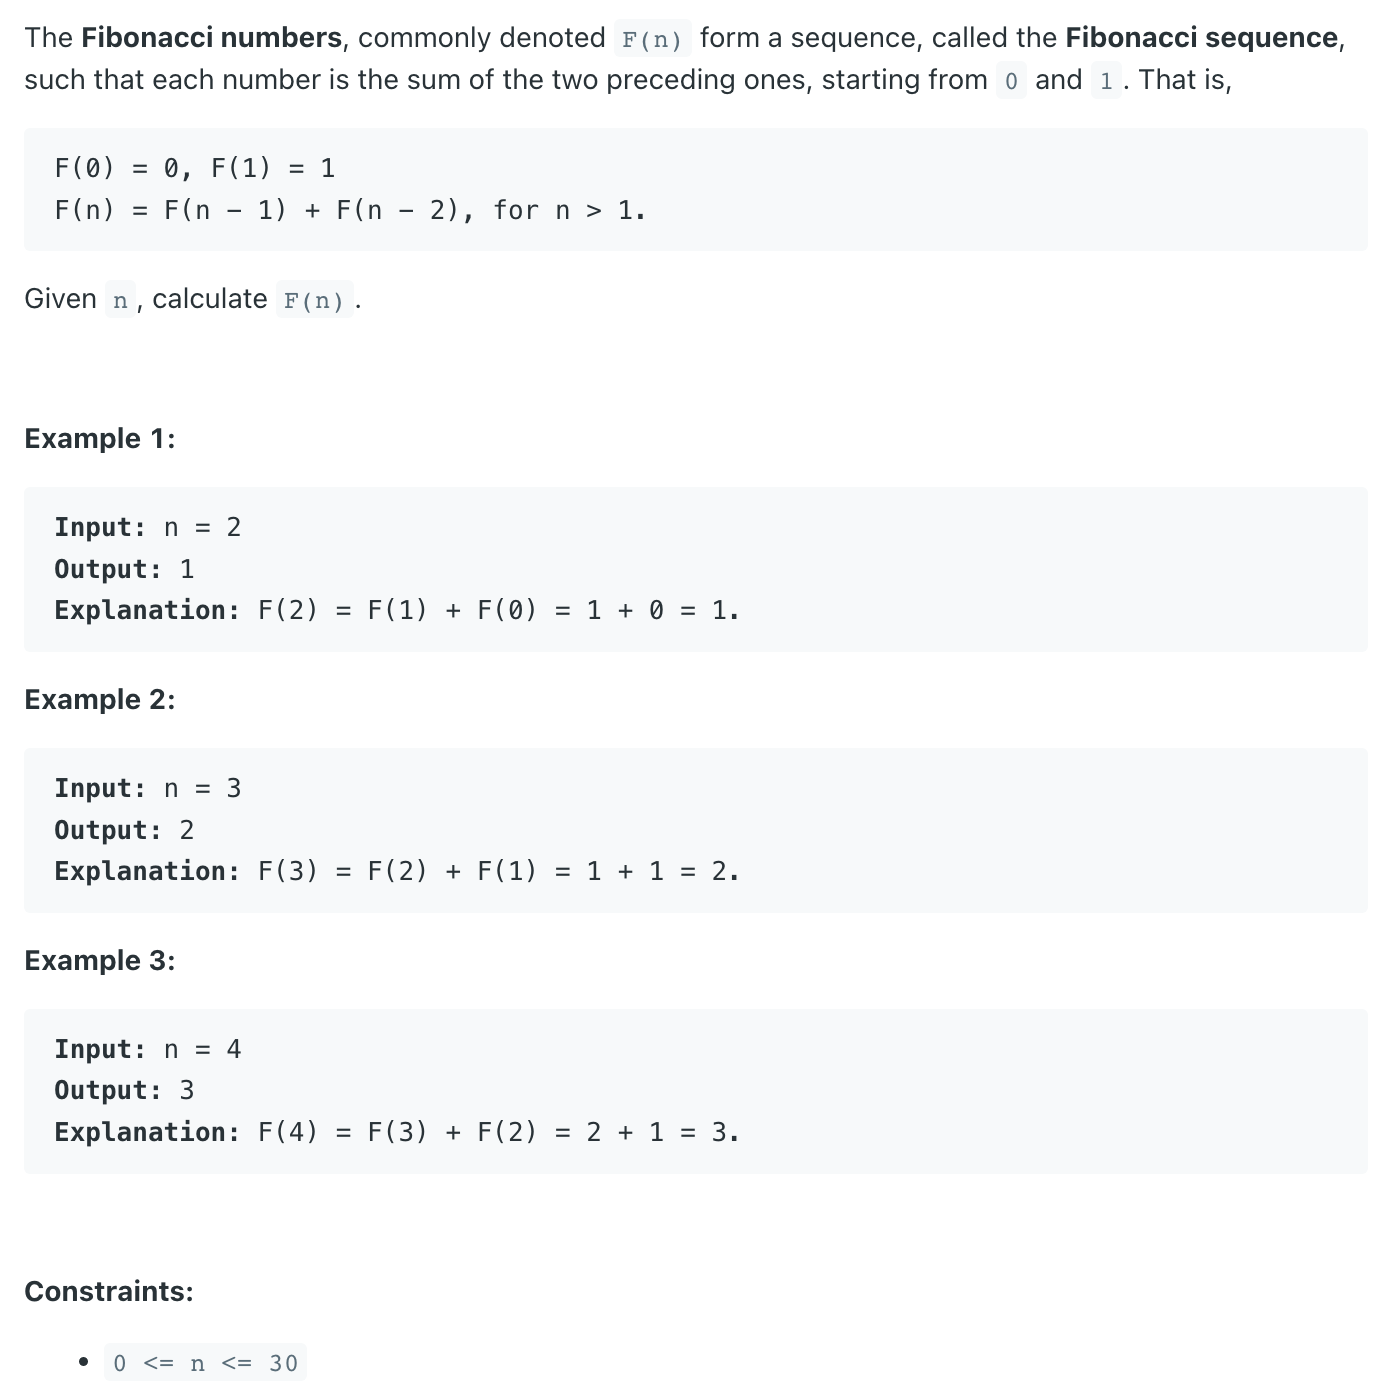 The Fibonacci numbers, commonly denoted F(n) form a sequence, called the Fibonacci sequence,
such that each number is the sum of the two preceding ones, starting from 0 and 1. That is,
F(0) = 0, F(1) = 1
F(n) = F(n − 1) + F(n − 2), for n > 1.
Given n, calculate F(n).
Example 1:
Input: n = 2
Output: 1
Explanation: F(2) = F(1) + F(0) = 1 + 0 = 1.
Example 2:
Input: n = 3
Output: 2
Explanation: F(3) = F(2) + F(1) = 1 + 1 = 2.
Example 3:
Input: n = 4
Output: 3
Explanation: F(4) = F(3) + F(2) = 2 + 1 = 3.
Constraints:
• 0 <= n <= 30